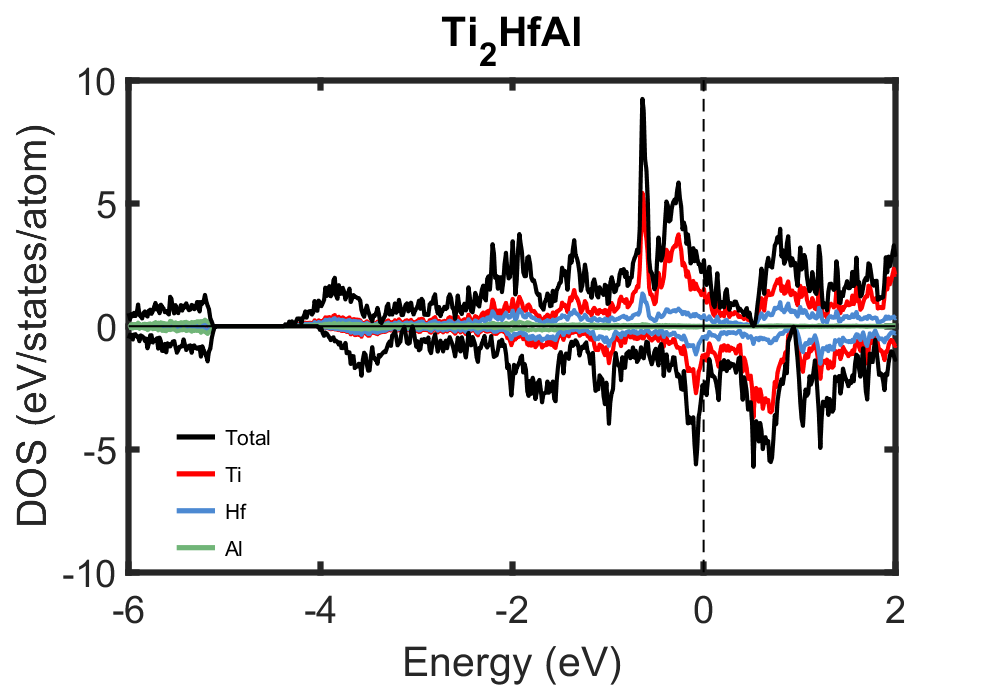 Ti2HfAl
10
5
0
-5
-10
DOS (eV/states/atom)
Total
Ti
Hf
Al
-6
-4
-2
0
2
Energy (eV)